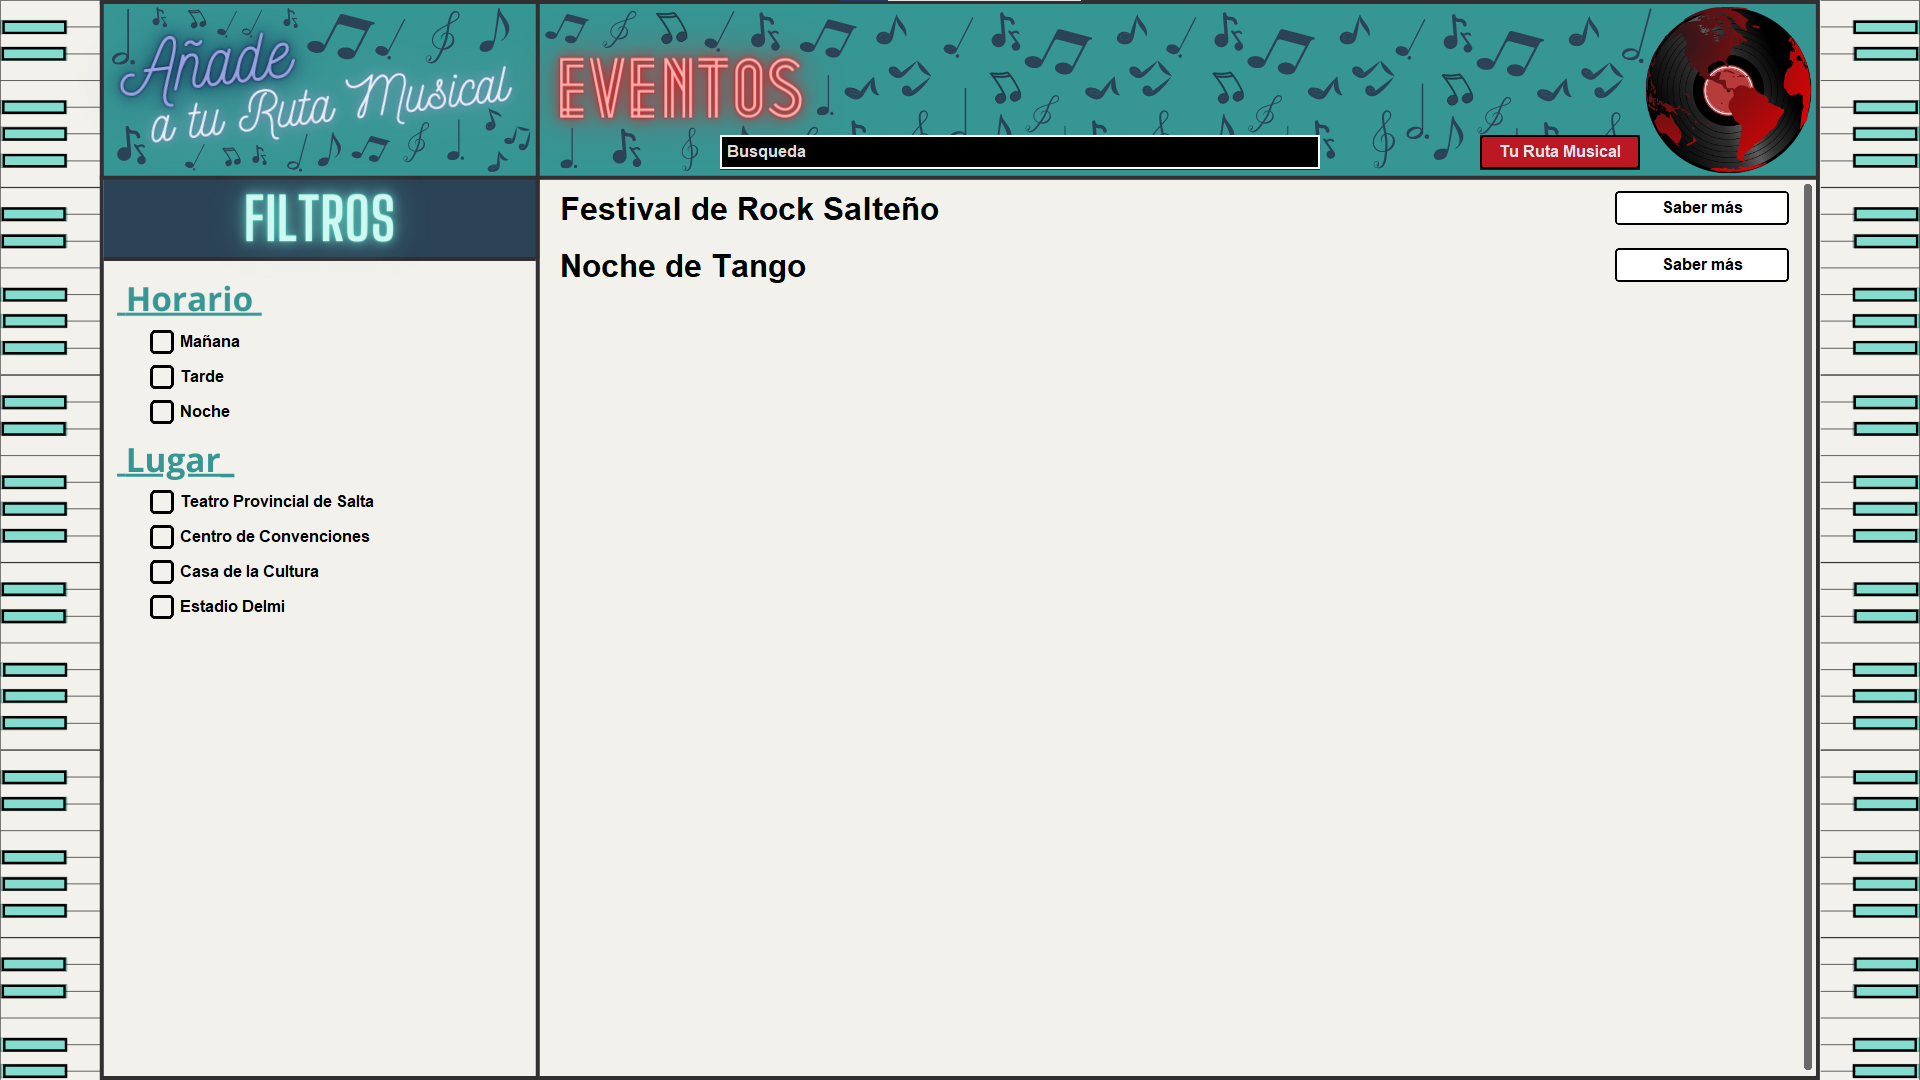 Añade
a tu Ruta Musical
EVENTOS
Busqueda
Tu Ruta Musical
FILTROS
Horario
Mañana
Tarde
Noche
Lugar
Teatro Provincial de Salta
Centro de Convenciones
Casa de la Cultura
Estadio Delmi
Festival de Rock Salteño
Saber más
Noche de Tango
Saber más